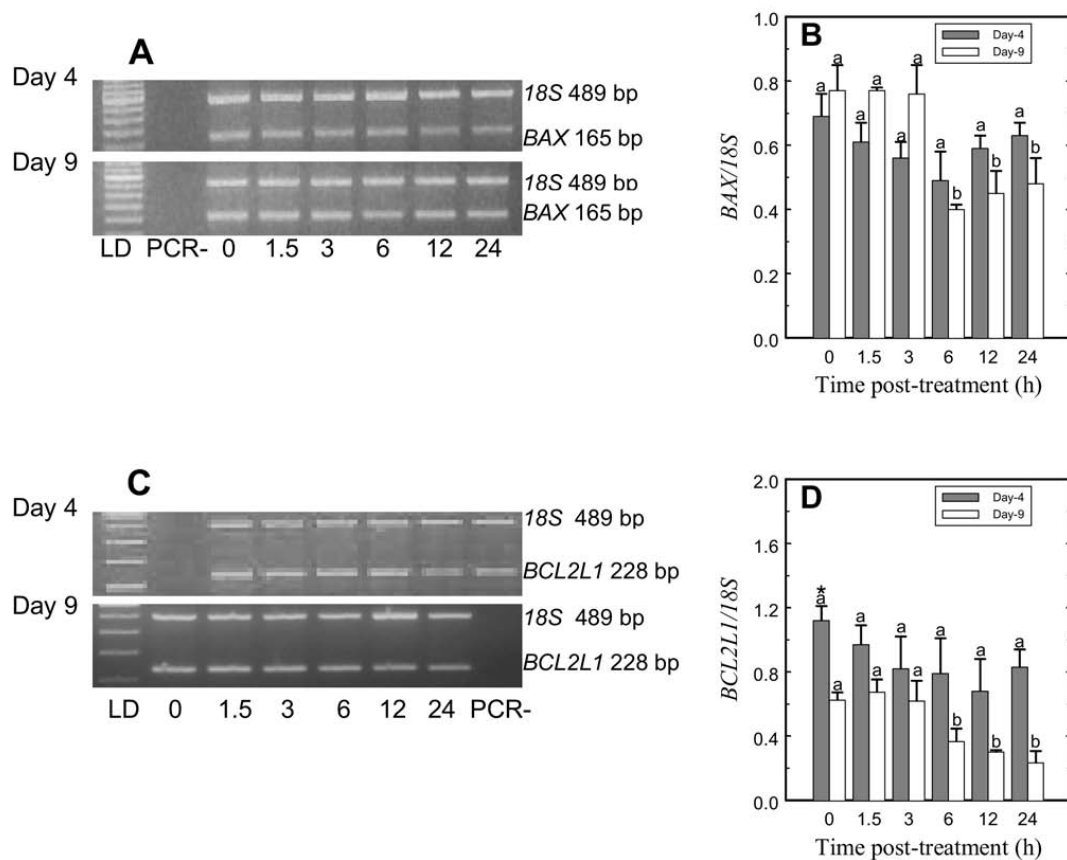 A
Day 4
18S 489 bp
BAX 165 bp
Day 9
18S 489 bp
BAX 165 bp
LD PCR- 0 1.5 3 6 12 24
B
Day-4
Day-9
1.0
0.8
0.6
0.4
0.2
0.0
BAX/18S
a a a a a a a b a b a b
0 1.5 3 6 12 24
Time post-treatment (h)
C
Day 4
18S 489 bp
BCL2L1 228 bp
Day 9
18S 489 bp
BCL2L1 228 bp
LD 0 1.5 3 6 12 24 PCR-
D
Day-4
Day-9
2.0
1.6
1.2
0.8
0.4
0.0
BCL2L1/18S
*
a a a a a a a b a b a b
0 1.5 3 6 12 24
Time post-treatment (h)